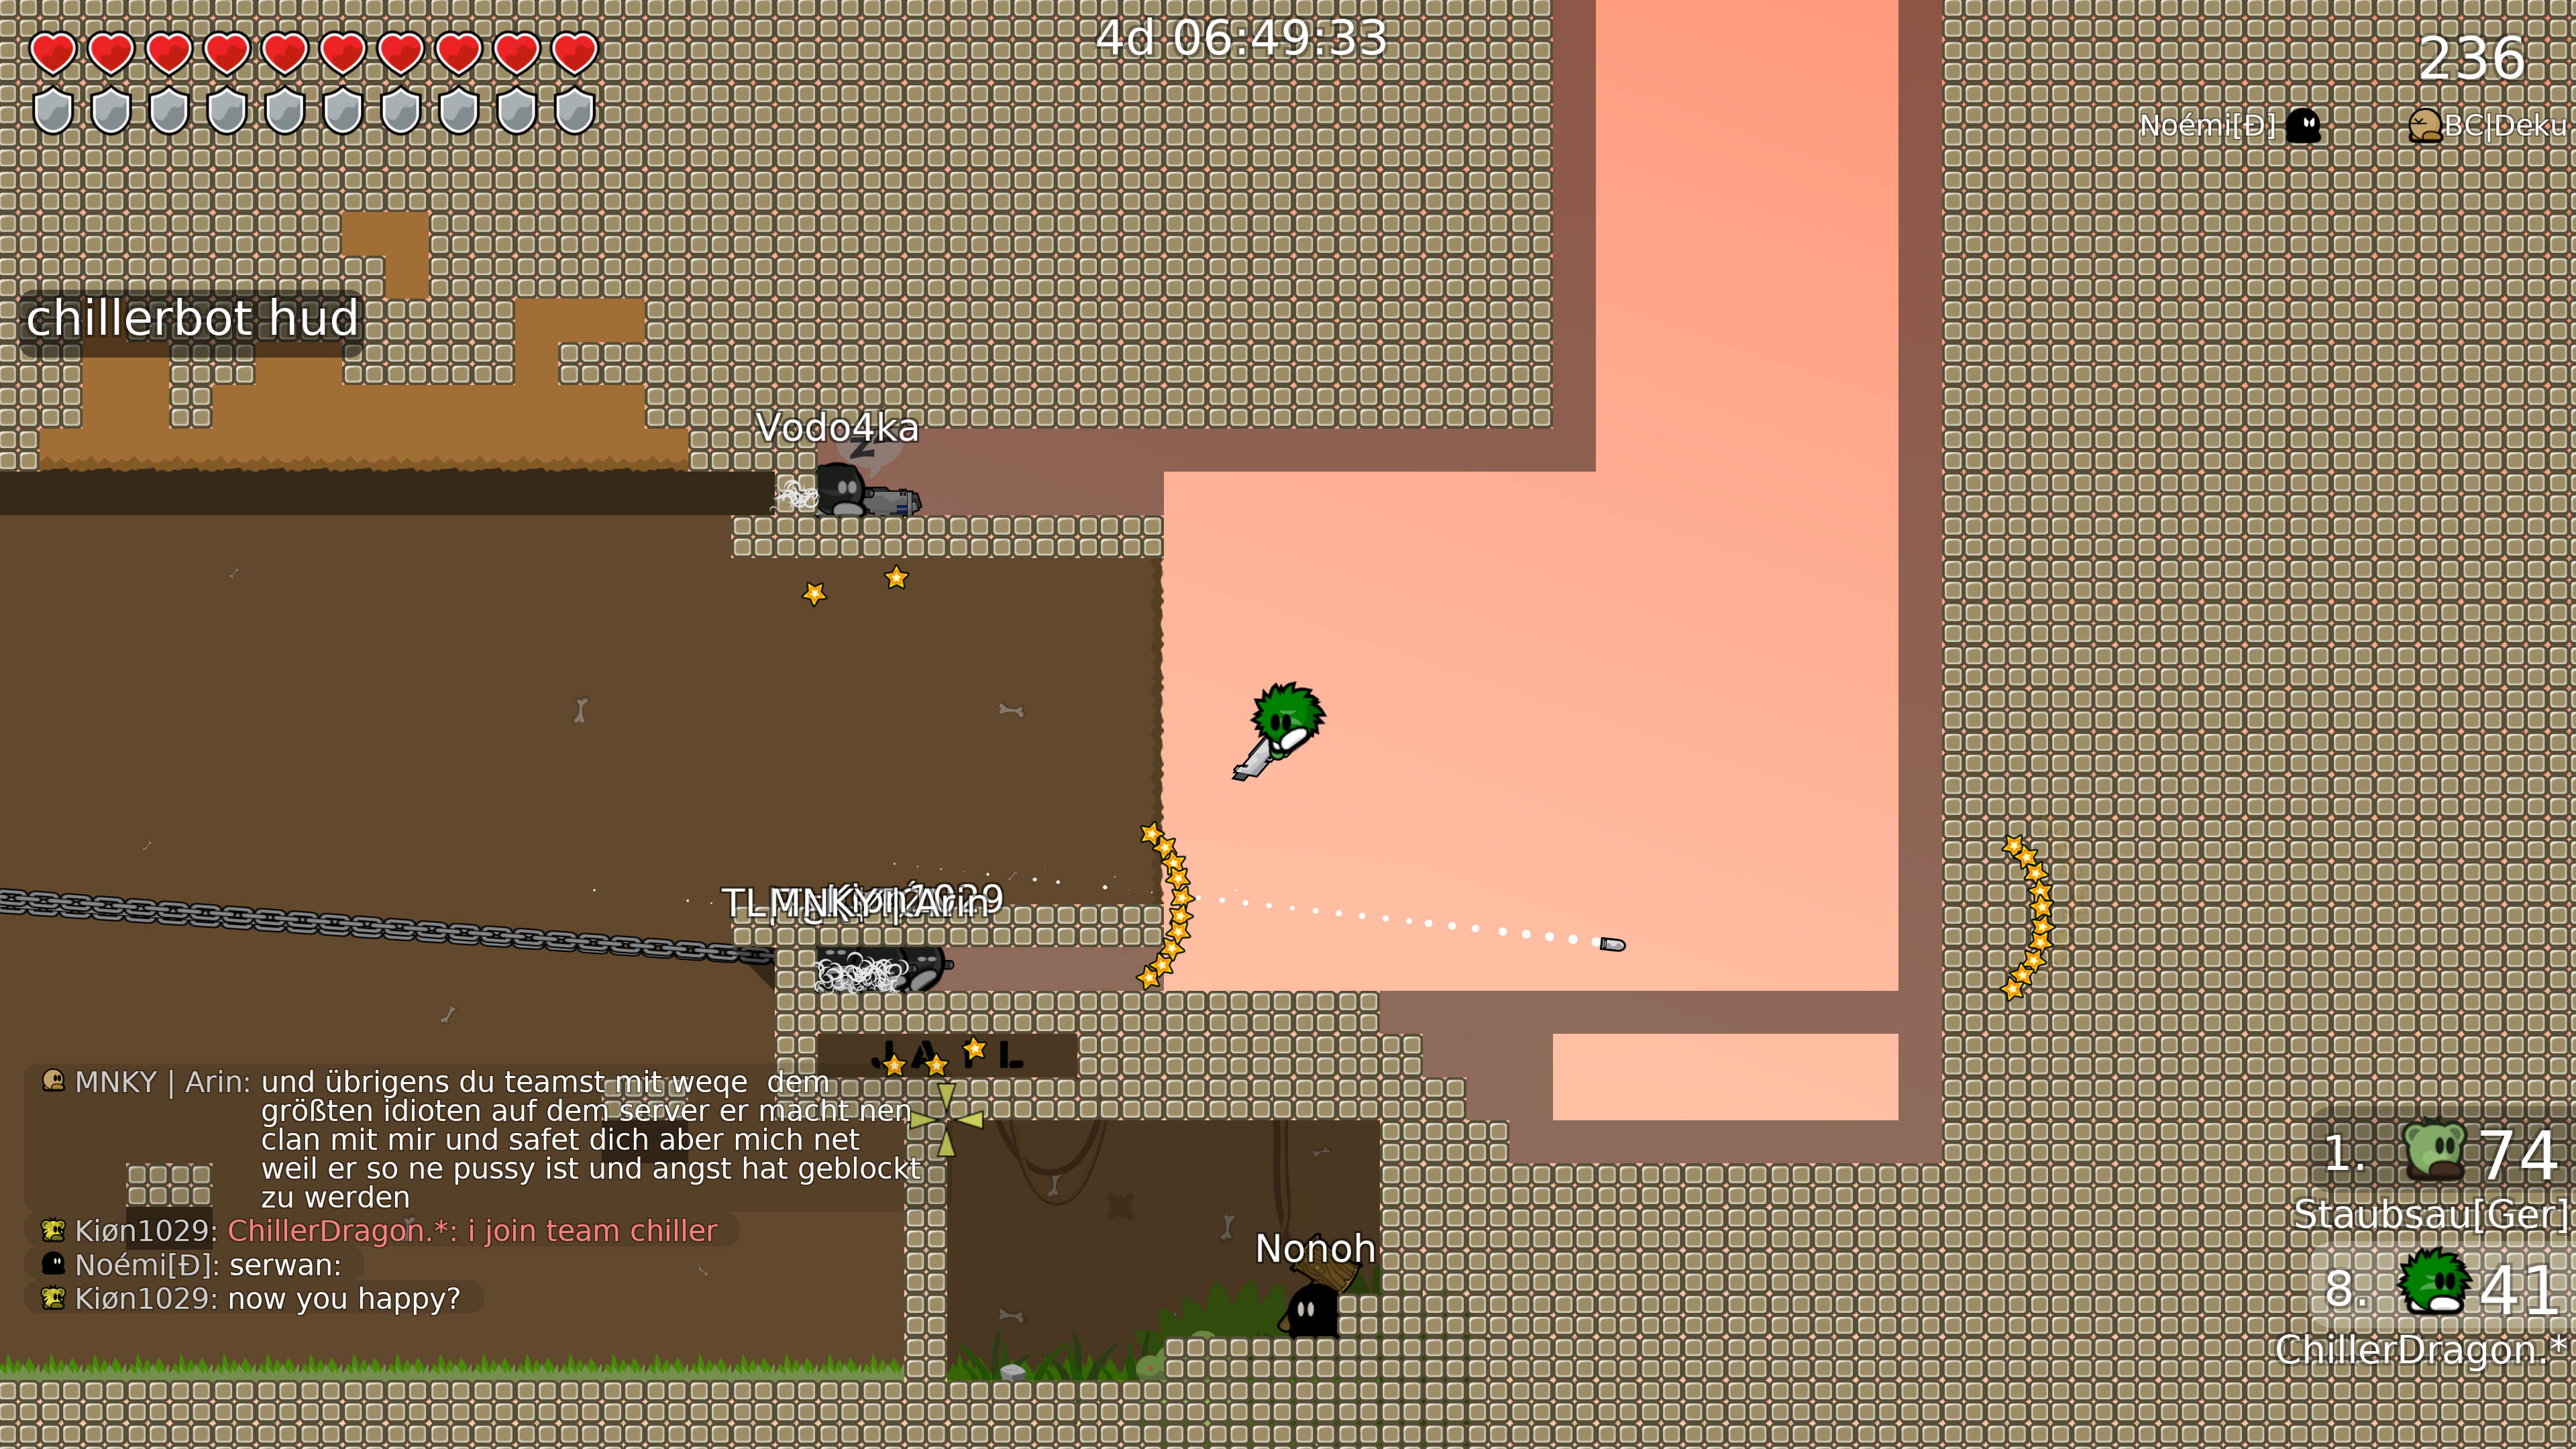 4d 06:49:33
236
Noémi[Đ]
BC|Deku
chillerbot hud
Vodo4ka
MNKY | Arin
JAIL
MNKY | Arin: und übrigens du teamst mit weqe dem
größten idioten auf dem server er macht nen
clan mit mir und safet dich aber mich net
weil er so ne pussy ist und angst hat geblockt
zu werden
Kiøn1029: ChillerDragon.*: i join team chiller
Noémi[Đ]: serwan:
Kiøn1029: now you happy?
Nonoh
1. 74
Staubsau[Ger]
8. 41
ChillerDragon.*